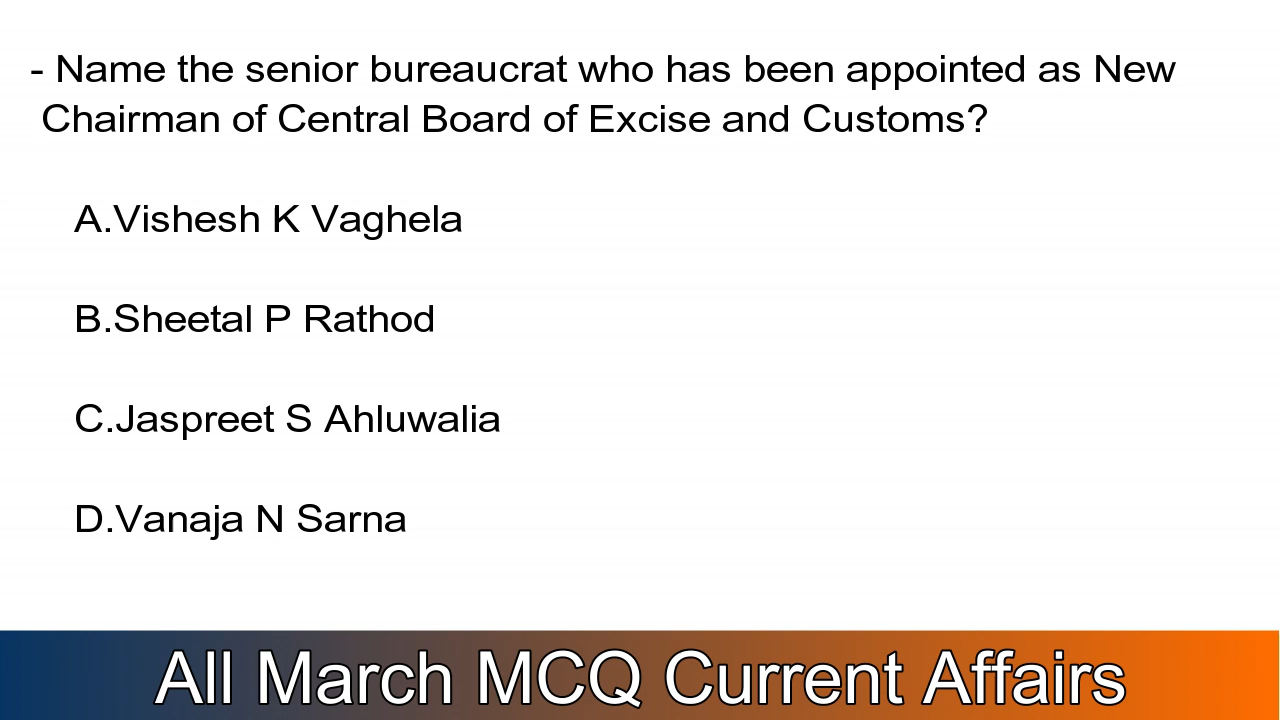 - Name the senior bureaucrat who has been appointed as New
Chairman of Central Board of Excise and Customs?
A.Vishesh K Vaghela
B.Sheetal P Rathod
C.Jaspreet S Ahluwalia
D.Vanaja N Sarna
All March MCQ Current Affairs